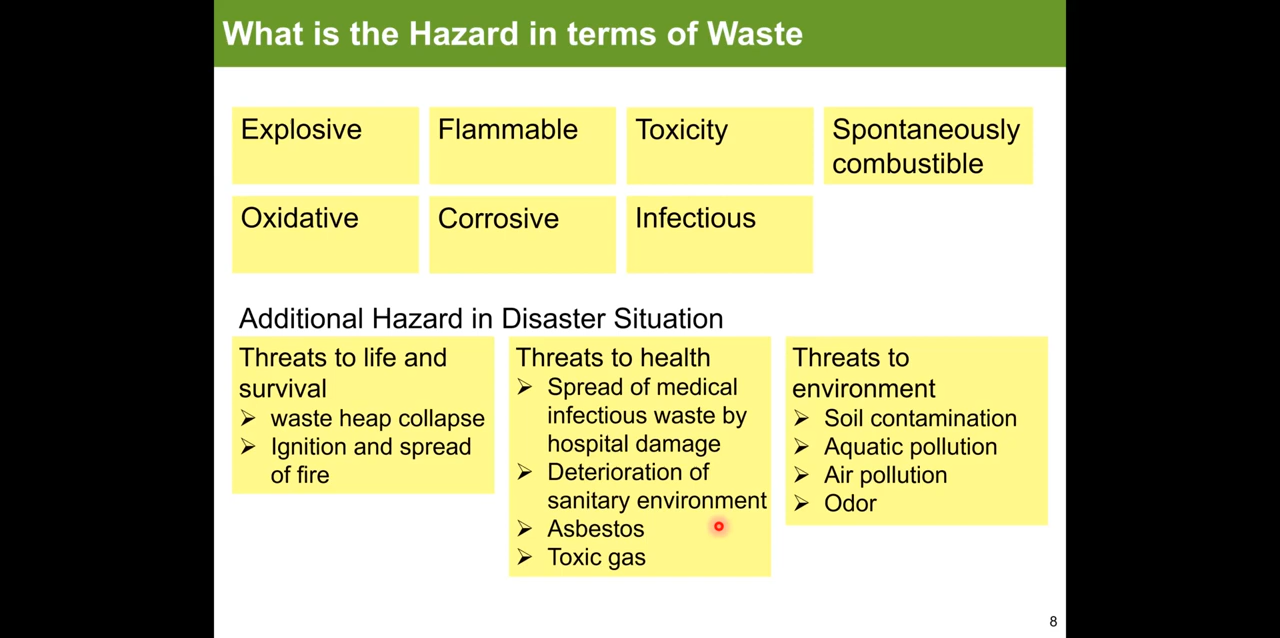 What is the Hazard in terms of Waste
Explosive
Flammable
Toxicity
Spontaneously
combustible
Oxidative
Corrosive
Infectious
Additional Hazard in Disaster Situation
Threats to life and
survival
➢ waste heap collapse
➢ Ignition and spread
of fire
Threats to health
➢ Spread of medical
infectious waste by
hospital damage
➢ Deterioration of
sanitary environment
➢ Asbestos
➢ Toxic gas
Threats to
environment
➢ Soil contamination
➢ Aquatic pollution
➢ Air pollution
➢ Odor
8